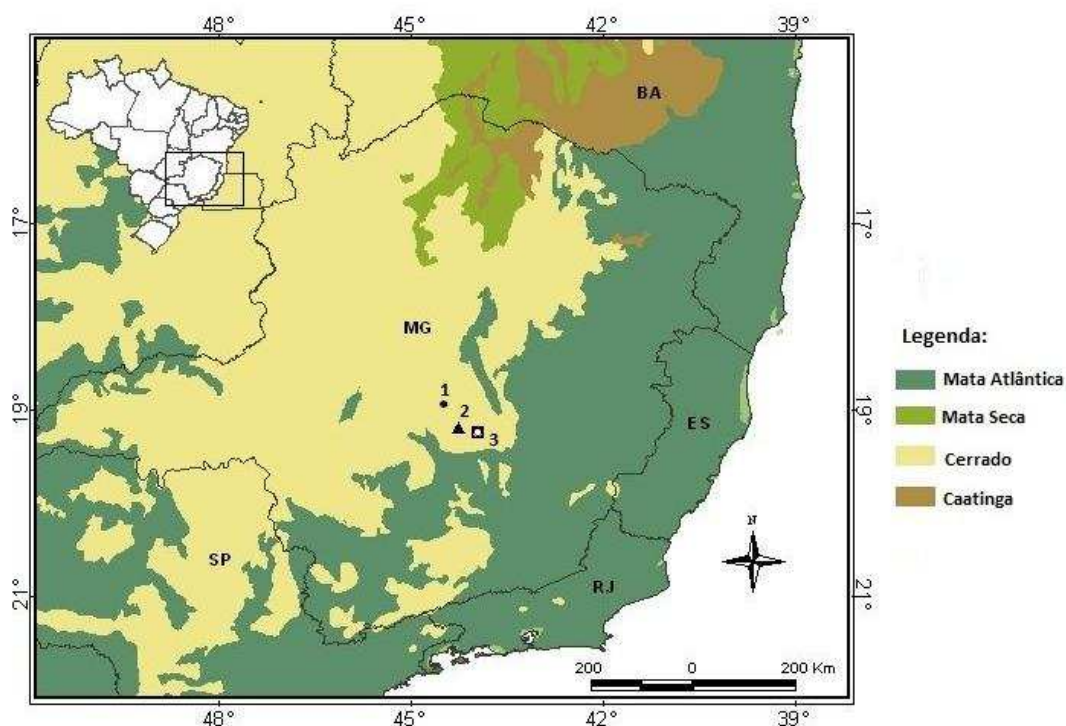 48° 45° 42° 39°
BA
17° 17°
MG
Legenda:
Mata Atlântica
1
Mata Seca
19° 2 19°
ES
3
Cerrado
Caatinga
N
SP
RJ
21° 21°
200 0 200 Km
48° 45° 42° 39°